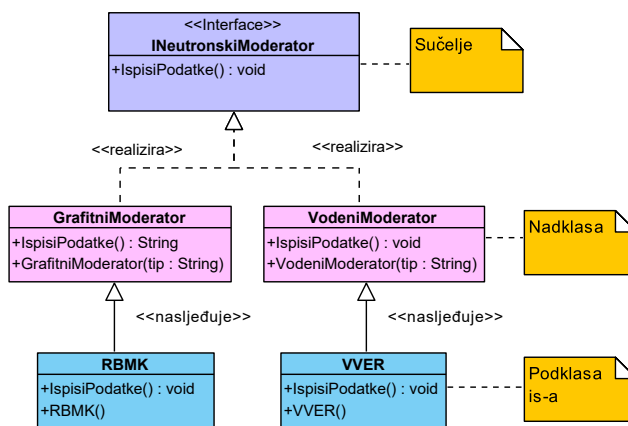 <<Interface>>
INeutronskiModerator
+IspisiPodatke() : void
Sučelje
<<realizira>>
<<realizira>>
GrafitniModerator
+IspisiPodatke() : String
+GrafitniModerator(tip : String)
VodeniModerator
+IspisiPodatke() : void
+VodeniModerator(tip : String)
Nadklasa
<<nasljeđuje>>
<<nasljeđuje>>
RBMK
+IspisiPodatke() : void
+RBMK()
VVER
+IspisiPodatke() : void
+VVER()
Podklasa
is-a